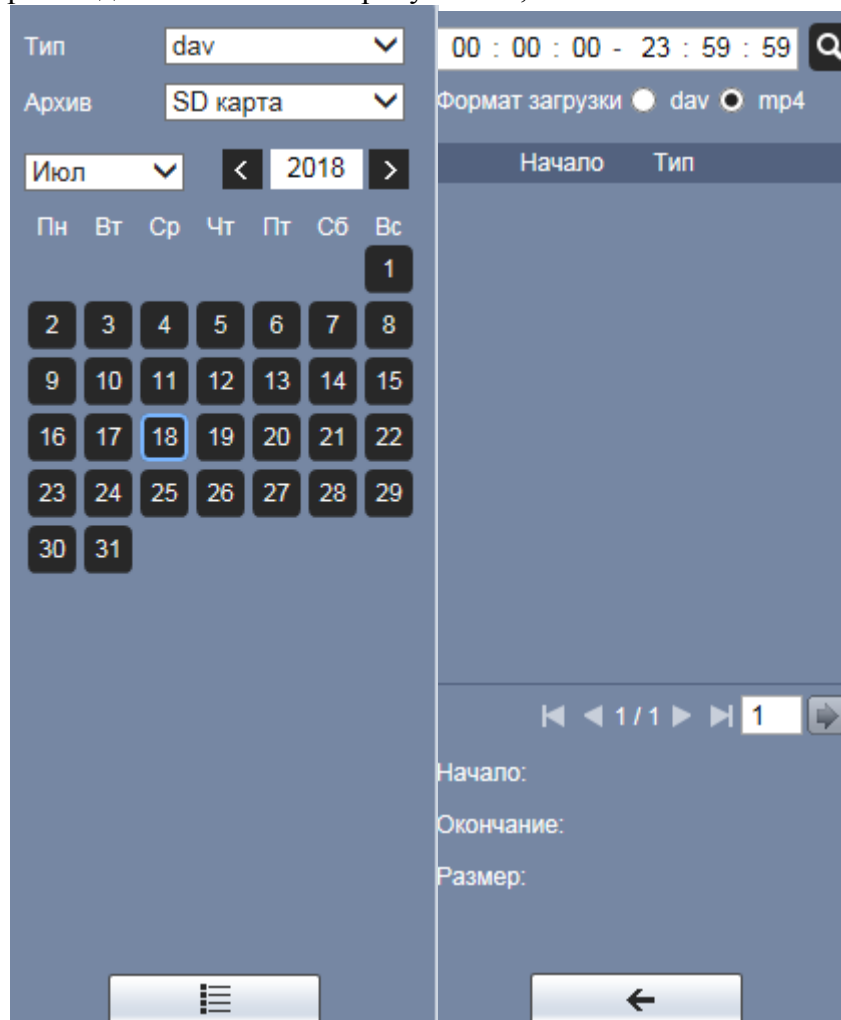 Тип dav
Архив SD карта
Июл 2018
Пн Вт Ср Чт Пт Сб Вс
1
2 3 4 5 6 7 8
9 10 11 12 13 14 15
16 17 18 19 20 21 22
23 24 25 26 27 28 29
30 31
00 : 00 : 00 - 23 : 59 : 59
Формат загрузки dav mp4
Начало Тип
1 / 1 1
Начало:
Окончание:
Размер: